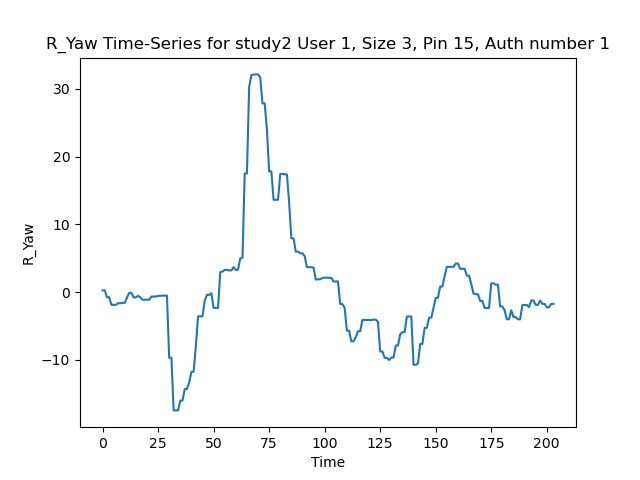 R_Yaw Time-Series for study2 User 1, Size 3, Pin 15, Auth number 1
R_Yaw
30
20
10
0
−10
0 25 50 75 100 125 150 175 200
Time